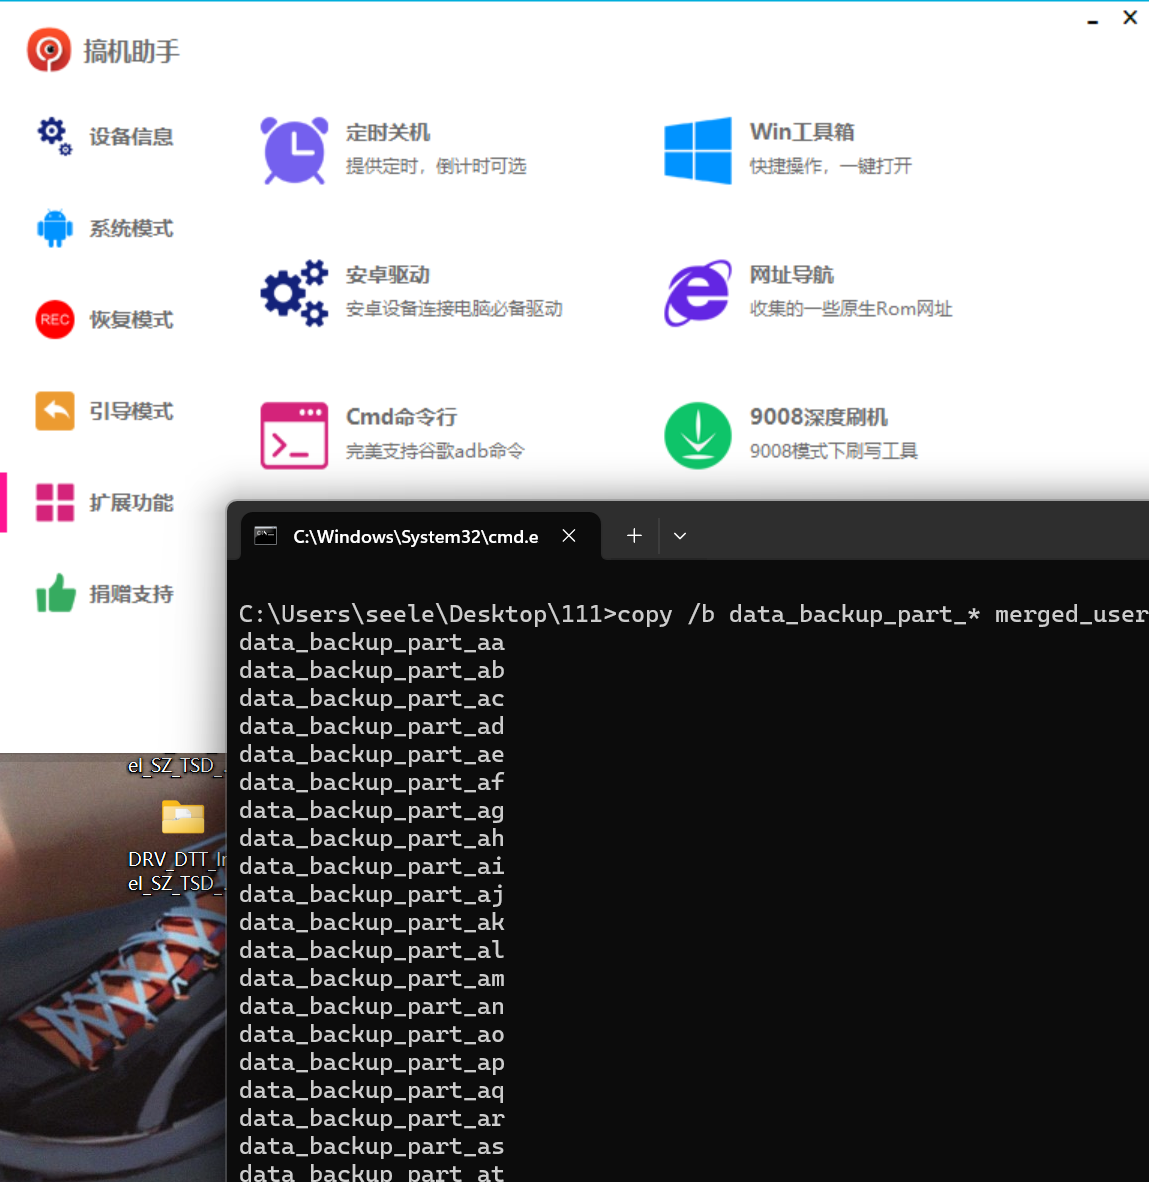 搞机助手
设备信息
系统模式
REC 恢复模式
引导模式
扩展功能
捐赠支持
定时关机
提供定时，倒计时可选
Win工具箱
快捷操作，一键打开
安卓驱动
安卓设备连接电脑必备驱动
网址导航
收集的一些原生Rom网址
Cmd命令行
完美支持谷歌adb命令
9008深度刷机
9008模式下刷写工具
el_SZ_TSD_
DRV_DTT_In
el_SZ_TSD_
C:\Windows\System32\cmd.e
C:\Users\seele\Desktop\111>copy /b data_backup_part_* merged_user
data_backup_part_aa
data_backup_part_ab
data_backup_part_ac
data_backup_part_ad
data_backup_part_ae
data_backup_part_af
data_backup_part_ag
data_backup_part_ah
data_backup_part_ai
data_backup_part_aj
data_backup_part_ak
data_backup_part_al
data_backup_part_am
data_backup_part_an
data_backup_part_ao
data_backup_part_ap
data_backup_part_aq
data_backup_part_ar
data_backup_part_as
data_backup_part_at